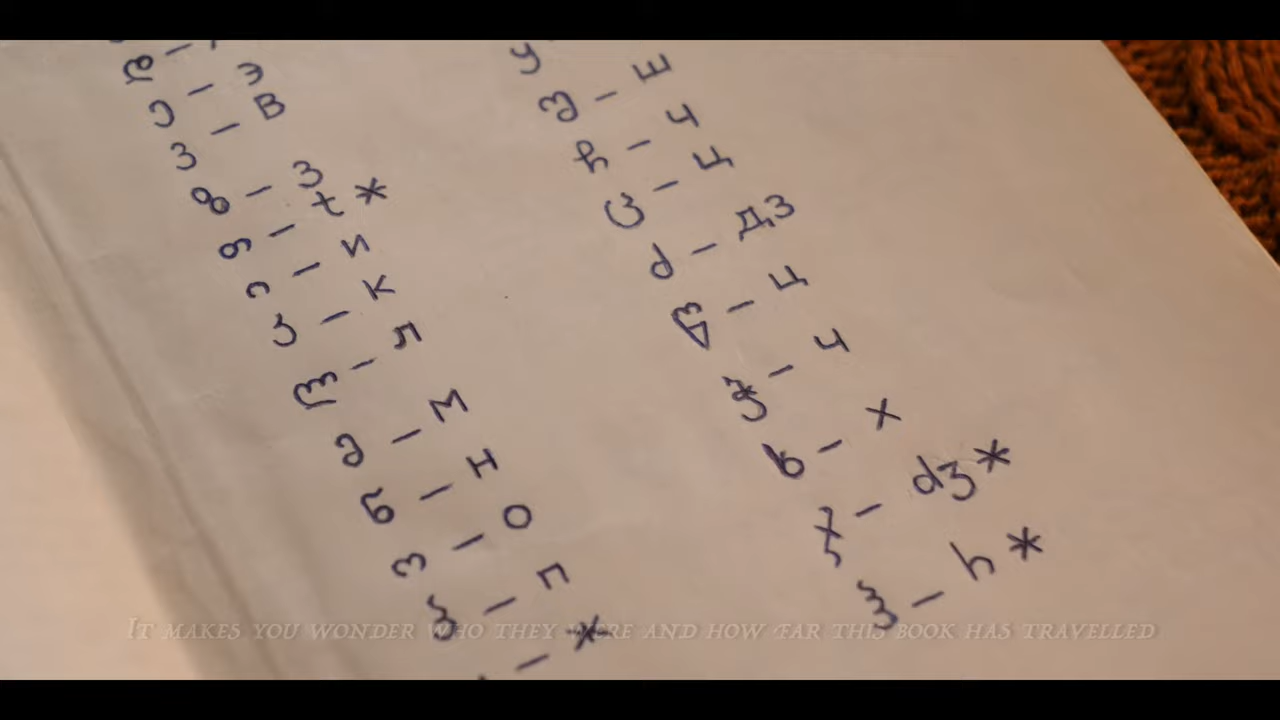 ე – Э
ვ – В
ზ – З
თ – t *
ი – И
კ – К
ლ – Л
მ – М
ნ – Н
ო – О
პ – П
– *
ყ
შ – Ш
ჩ – Ч
ც – Ц
ძ – ДЗ
წ – Ц
ჭ – Ч
ხ – Х
ჯ – dз *
ჰ – h *
It makes you wonder who they were and how far this book has travelled